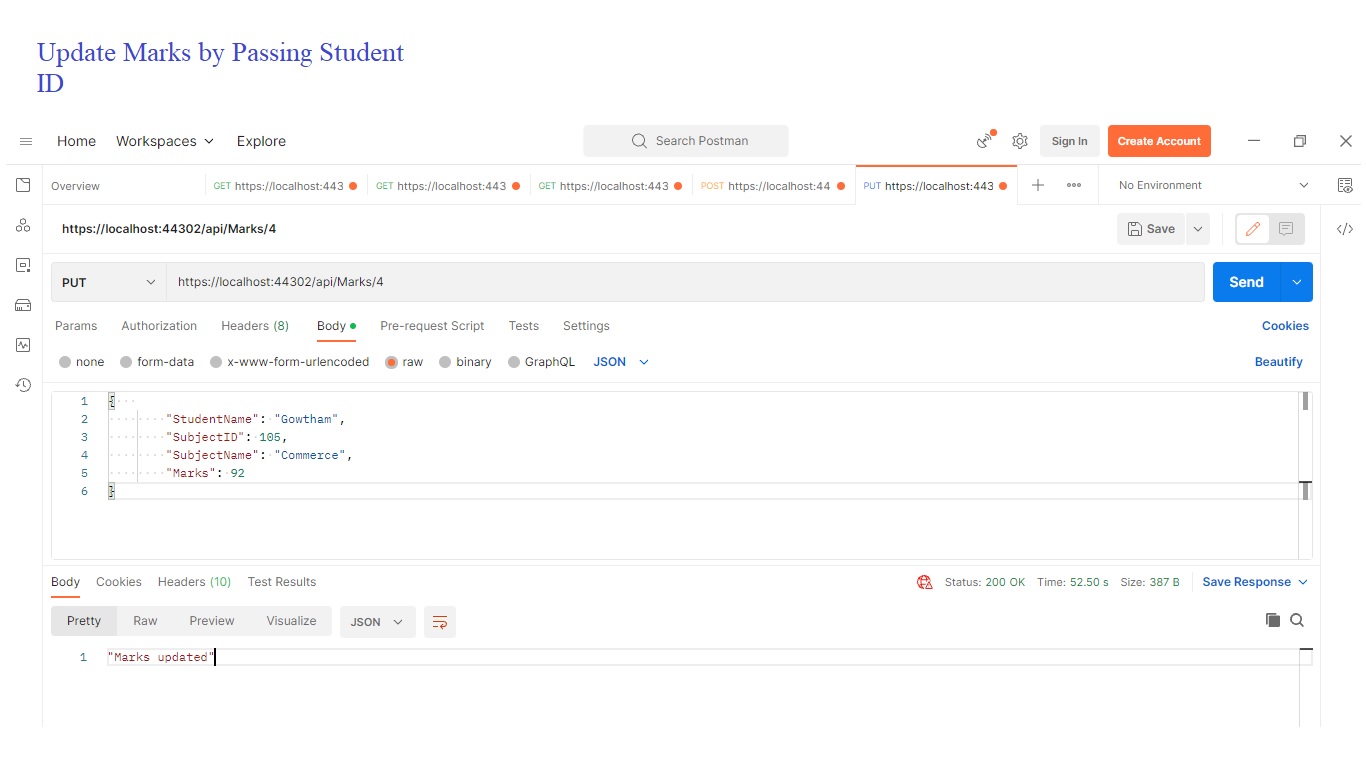 Update Marks by Passing Student
ID
Home Workspaces Explore Search Postman Sign In Create Account
Overview GET https://localhost:443 GET https://localhost:443 GET https://localhost:443 POST https://localhost:44 PUT https://localhost:443 No Environment
https://localhost:44302/api/Marks/4 Save
PUT https://localhost:44302/api/Marks/4 Send
Params Authorization Headers (8) Body Pre-request Script Tests Settings Cookies
none form-data x-www-form-urlencoded raw binary GraphQL JSON Beautify
1 {
2 "StudentName": "Gowtham",
3 "SubjectID": 105,
4 "SubjectName": "Commerce",
5 "Marks": 92
6 }
Body Cookies Headers (10) Test Results Status: 200 OK Time: 52.50 s Size: 387 B Save Response
Pretty Raw Preview Visualize JSON
1 "Marks updated"